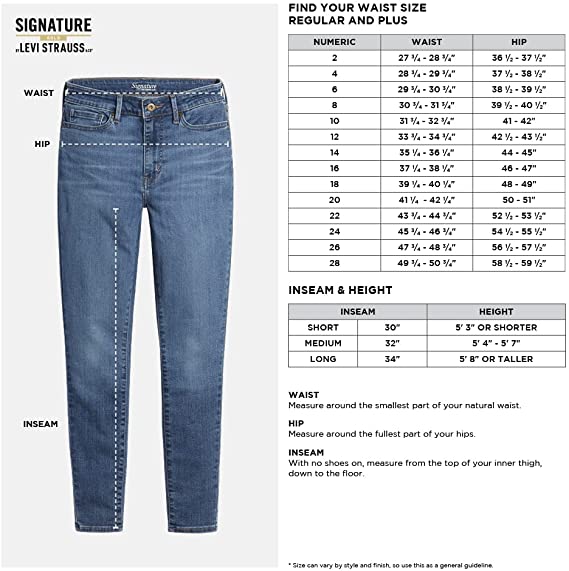 SIGNATURE
GOLD
BY LEVI STRAUSS & CO
WAIST
Signature
HIP
INSEAM
FIND YOUR WAIST SIZE
REGULAR AND PLUS
NUMERIC WAIST HIP
2 27 3/4 - 28 3/4" 36 1/2 - 37 1/2"
4 28 3/4 - 29 3/4" 37 1/2 - 38 1/2"
6 29 3/4 - 30 3/4" 38 1/2 - 39 1/2"
8 30 3/4 - 31 3/4" 39 1/2 - 40 1/2"
10 31 3/4 - 32 3/4" 41 - 42"
12 33 3/4 - 34 3/4" 42 1/2 - 43 1/2"
14 35 1/4 - 36 1/4" 44 - 45"
16 37 1/4 - 38 1/4" 46 - 47"
18 39 1/4 - 40 1/4" 48 - 49"
20 41 1/4 - 42 1/4" 50 - 51"
22 43 3/4 - 44 3/4" 52 1/2 - 53 1/2"
24 45 3/4 - 46 3/4" 54 1/2 - 55 1/2"
26 47 3/4 - 48 3/4" 56 1/2 - 57 1/2"
28 49 3/4 - 50 3/4" 58 1/2 - 59 1/2"
INSEAM & HEIGHT
INSEAM HEIGHT
SHORT 30" 5' 3" OR SHORTER
MEDIUM 32" 5' 4" - 5' 7"
LONG 34" 5' 8" OR TALLER
WAIST
Measure around the smallest part of your natural waist.
HIP
Measure around the fullest part of your hips.
INSEAM
With no shoes on, measure from the top of your inner thigh,
down to the floor.
* Size can vary by style and finish, so use this as a general guideline.